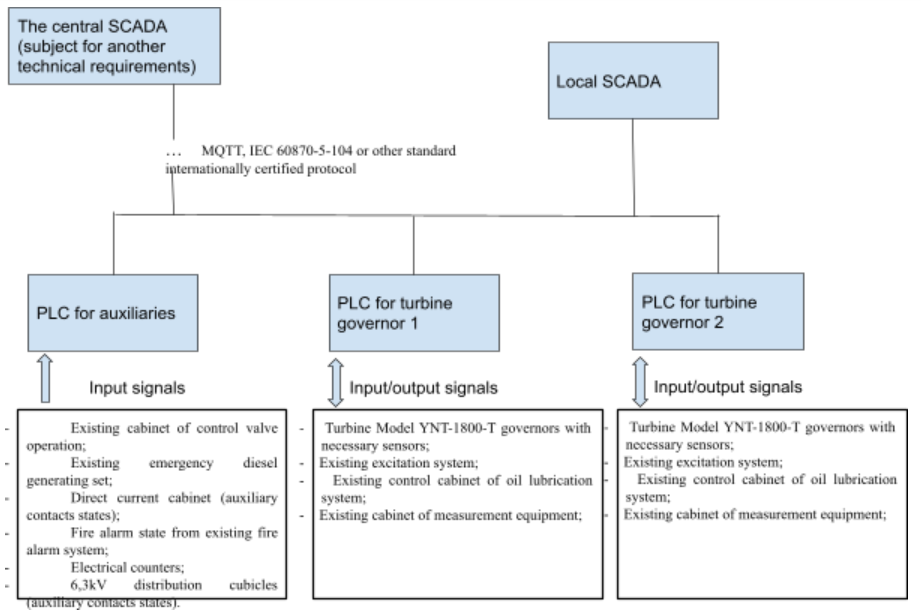 The central SCADA
(subject for another
technical requirements)
Local SCADA
... MQTT, IEC 60870-5-104 or other standard
internationally certified protocol
PLC for auxiliaries
PLC for turbine
governor 1
PLC for turbine
governor 2
Input signals
Input/output signals
Input/output signals
- Existing cabinet of control valve
operation;
- Existing emergency diesel
generating set;
- Direct current cabinet (auxiliary
contacts states);
- Fire alarm state from existing fire
alarm system;
- Electrical counters;
- 6,3kV distribution cubicles
(auxiliary contacts states).
- Turbine Model YNT-1800-T governors with
necessary sensors;
- Existing excitation system;
- Existing control cabinet of oil lubrication
system;
- Existing cabinet of measurement equipment;
- Turbine Model YNT-1800-T governors with
necessary sensors;
- Existing excitation system;
- Existing control cabinet of oil lubrication
system;
- Existing cabinet of measurement equipment;